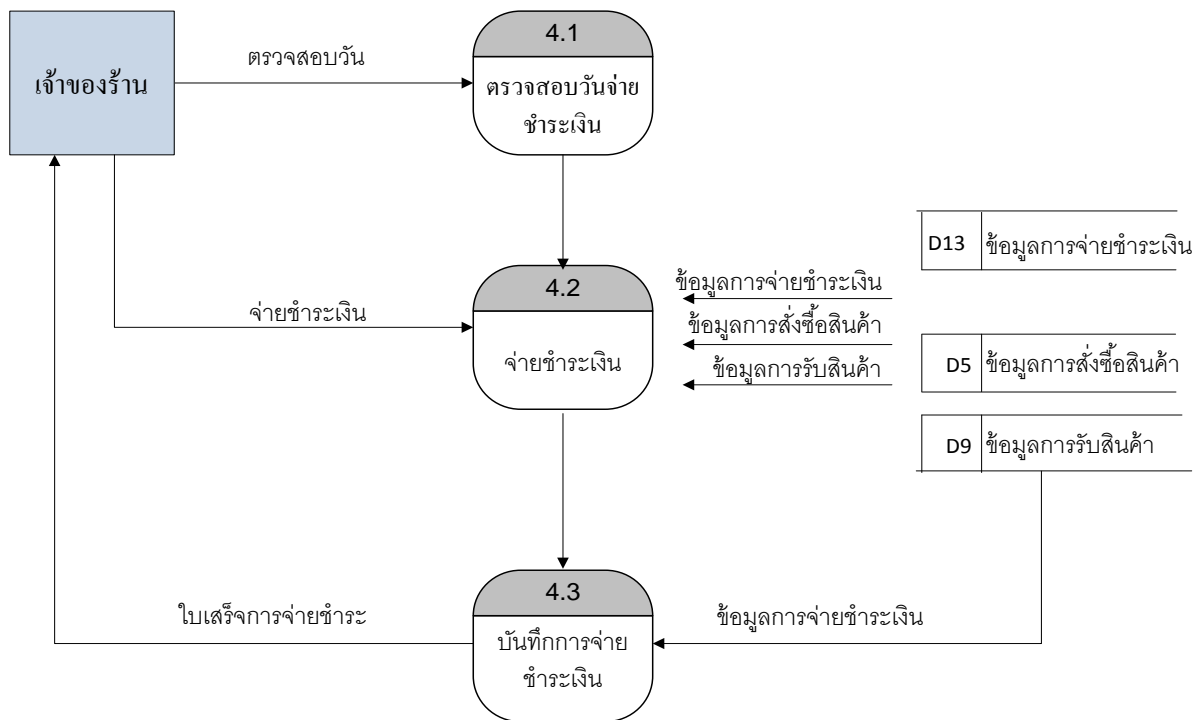 4.1
ตรวจสอบวัน
เจ้าของร้าน
ตรวจสอบวันจ่าย
ชำระเงิน
D13 ข้อมูลการจ่ายชำระเงิน
4.2
ข้อมูลการจ่ายชำระเงิน
จ่ายชำระเงิน
ข้อมูลการสั่งซื้อสินค้า
จ่ายชำระเงิน
ข้อมูลการรับสินค้า
D5 ข้อมูลการสั่งซื้อสินค้า
D9 ข้อมูลการรับสินค้า
4.3
ใบเสร็จการจ่ายชำระ
ข้อมูลการจ่ายชำระเงิน
บันทึกการจ่าย
ชำระเงิน